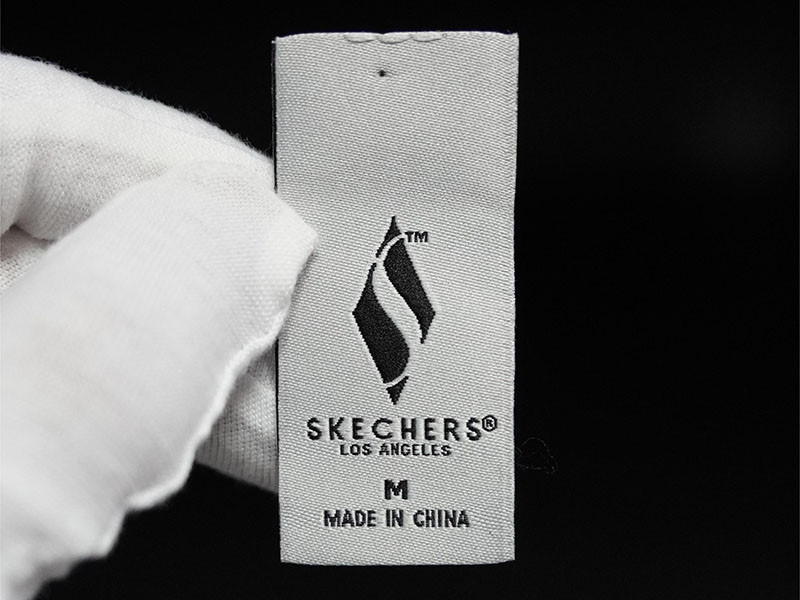 TM
SKECHERS®
LOS ANGELES
M
MADE IN CHINA